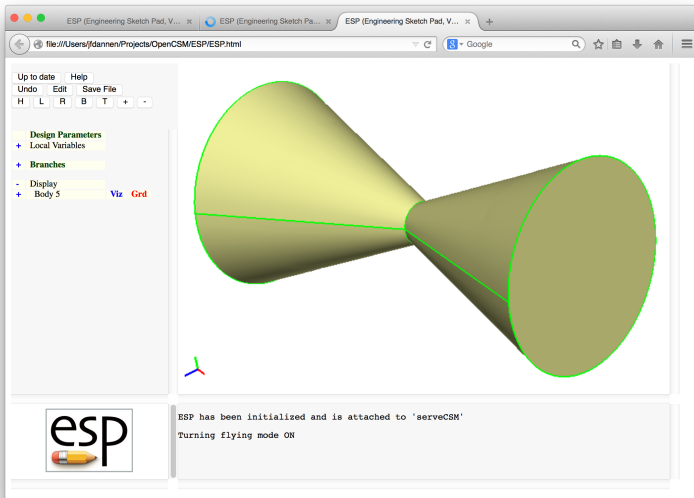 ESP (Engineering Sketch Pad, V...
ESP (Engineering Sketch Pa...
ESP (Engineering Sketch Pad, V...
file:///Users/jfdannen/Projects/OpenCSM/ESP/ESP.html
Google
Up to date Help
Undo Edit Save File
H L R B T + -
Design Parameters
+ Local Variables
+ Branches
- Display
+ Body 5 Viz Grd
esp
ESP has been initialized and is attached to 'serveCSM'
Turning flying mode ON